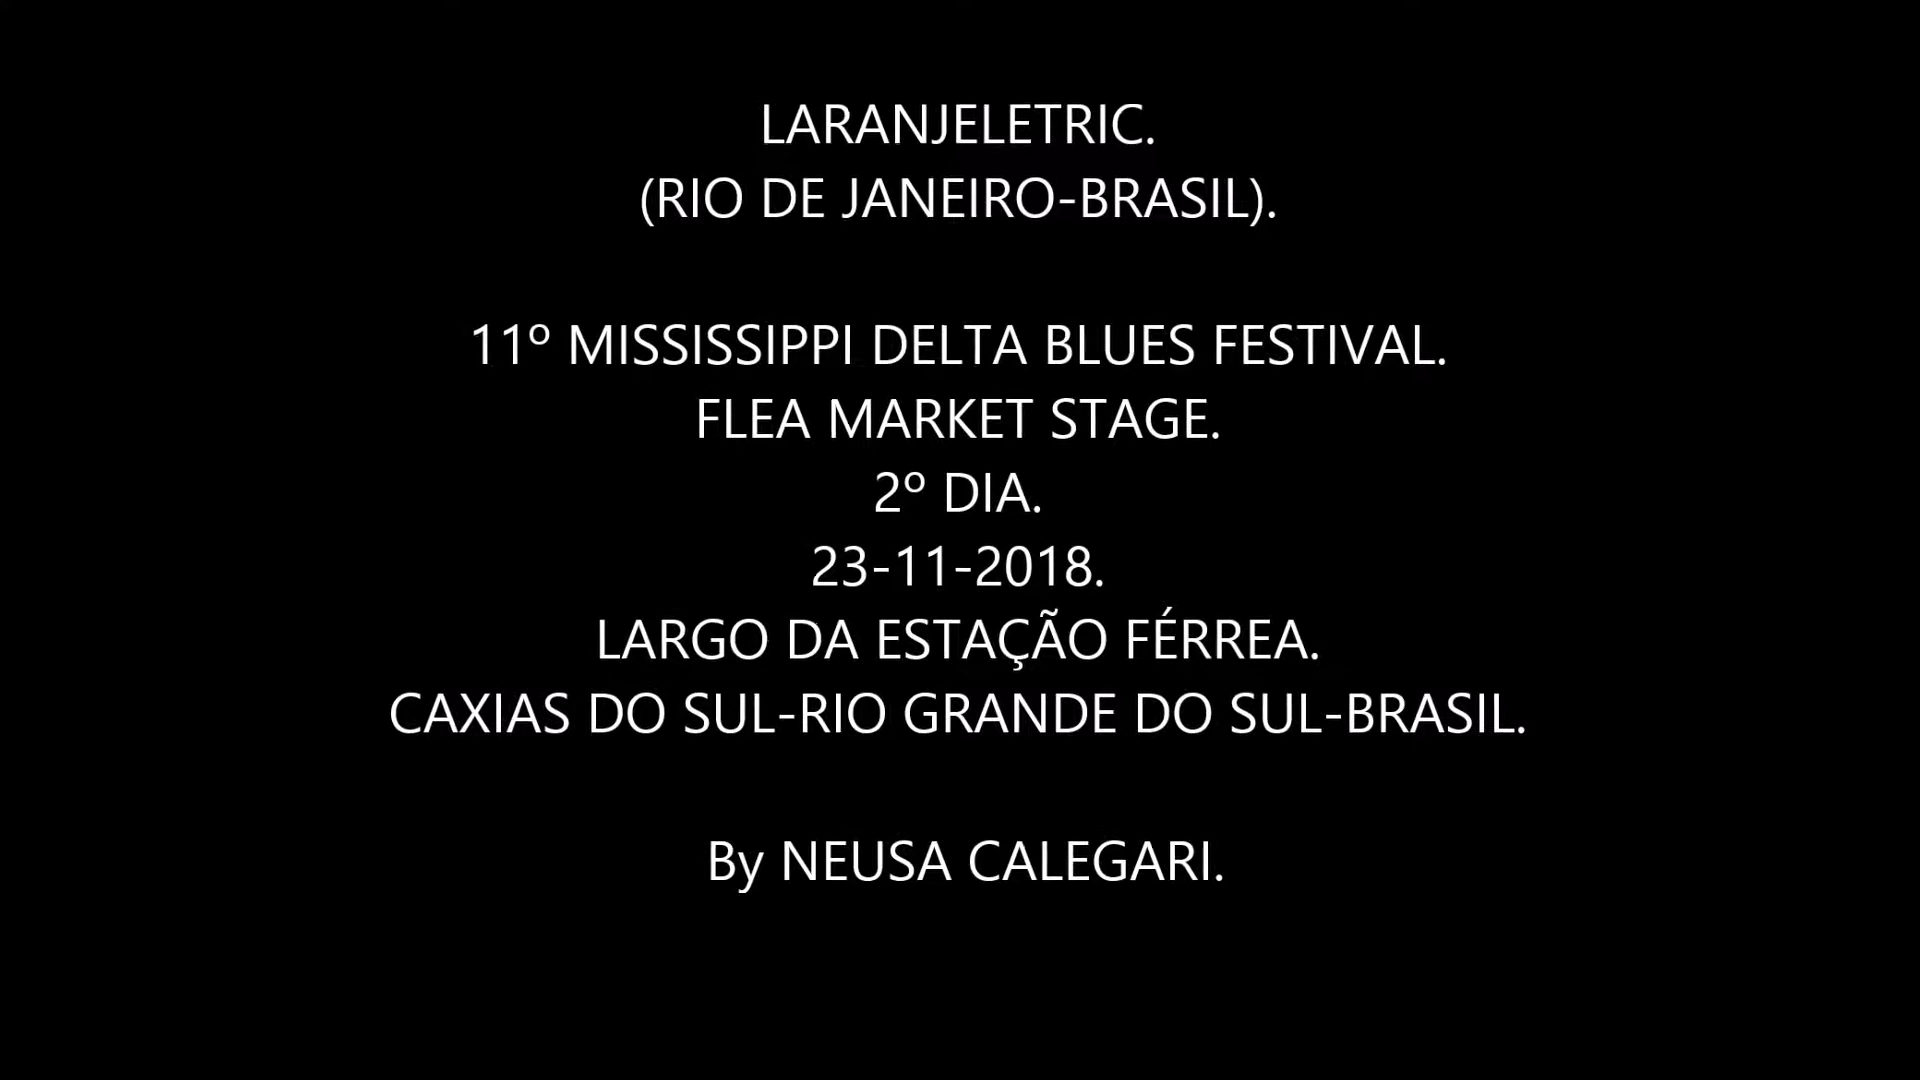 LARANJELETRIC.
(RIO DE JANEIRO-BRASIL).
11º MISSISSIPPI DELTA BLUES FESTIVAL.
FLEA MARKET STAGE.
2º DIA.
23-11-2018.
LARGO DA ESTAÇÃO FÉRREA.
CAXIAS DO SUL-RIO GRANDE DO SUL-BRASIL.
By NEUSA CALEGARI.